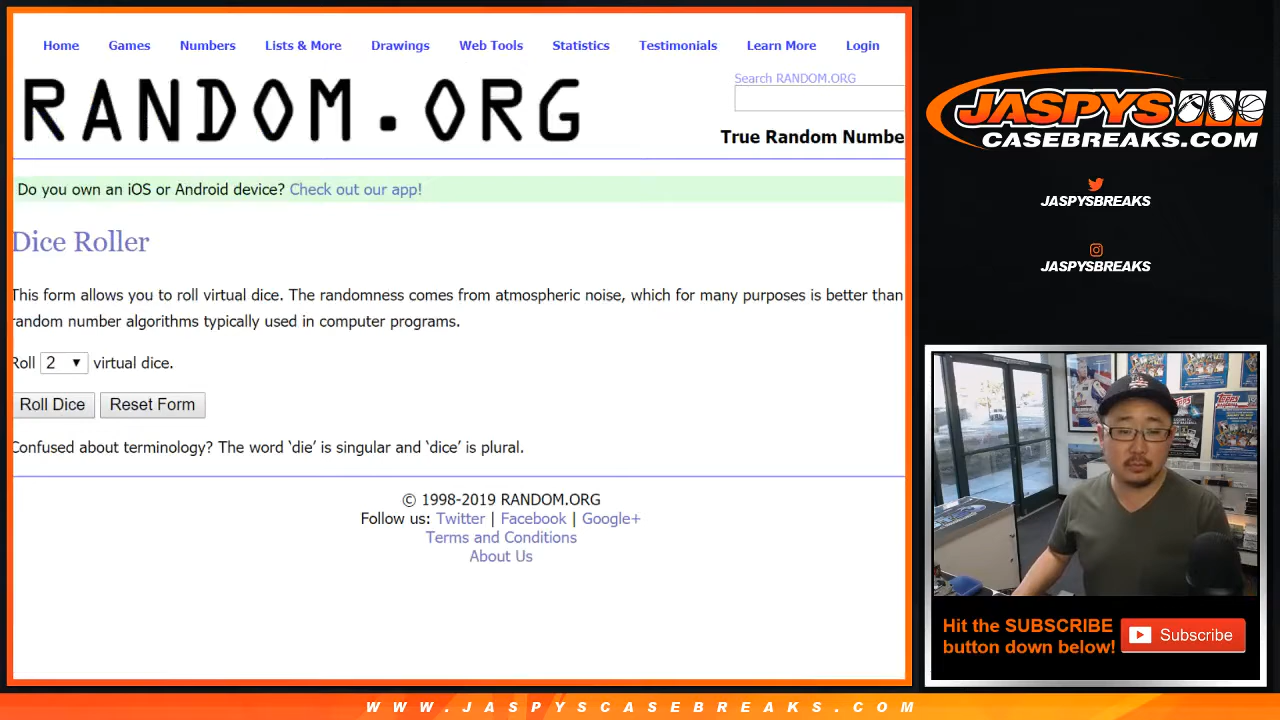 Home Games Numbers Lists & More Drawings Web Tools Statistics Testimonials Learn More Login
RANDOM.ORG
Search RANDOM.ORG
True Random Numbe
Do you own an iOS or Android device? Check out our app!
Dice Roller
This form allows you to roll virtual dice. The randomness comes from atmospheric noise, which for many purposes is better than
random number algorithms typically used in computer programs.
Roll 2 virtual dice.
Roll Dice Reset Form
Confused about terminology? The word ‘die’ is singular and ‘dice’ is plural.
© 1998-2019 RANDOM.ORG
Follow us: Twitter | Facebook | Google+
Terms and Conditions
About Us
JASPYS
CASEBREAKS.COM
JASPYSBREAKS
JASPYSBREAKS
Hit the SUBSCRIBE
button down below!
Subscribe
WWW.JASPYSCASEBREAKS.COM